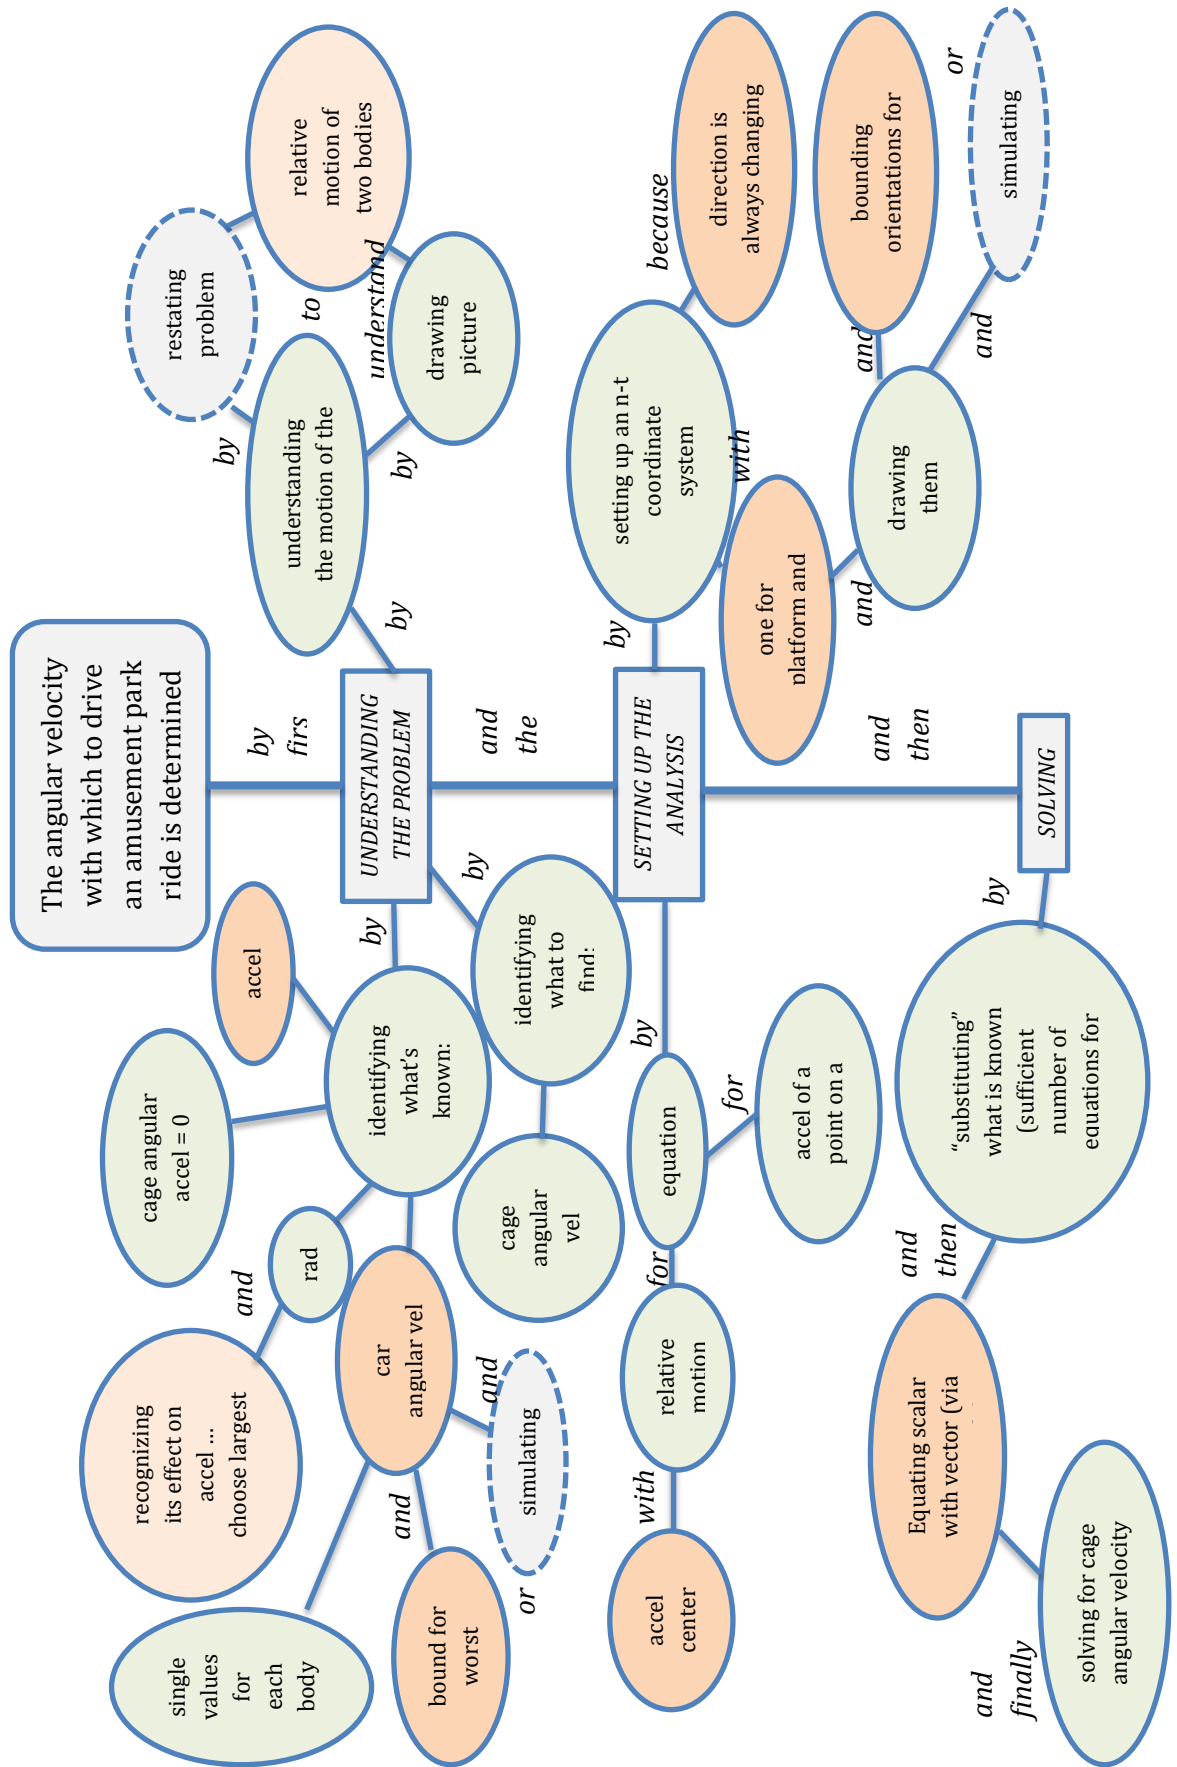 The angular velocity
with which to drive
an amusement park
ride is determined
by
firs
UNDERSTANDING
THE PROBLEM
by
understanding
the motion of the
by
restating
problem
by
drawing
picture
to
understand
relative
motion of
two bodies
by
identifying
what's
known:
accel
cage angular
accel = 0
rad
and
recognizing
its effect on
accel ...
choose largest
car
angular vel
single
values
for
each
body
and
bound for
worst
and
simulating
or
by
identifying
what to
find:
cage
angular
vel
and
the
SETTING UP THE
ANALYSIS
by
setting up an n-t
coordinate
system
because
direction is
always changing
with
one for
platform and
and
drawing
them
and
bounding
orientations for
and
simulating
or
by
equation
for
accel of a
point on a
for
relative
motion
with
accel
center
and
then
SOLVING
by
“substituting”
what is known
(sufficient
number of
equations for
and
then
Equating scalar
with vector (via
and
finally
solving for cage
angular velocity